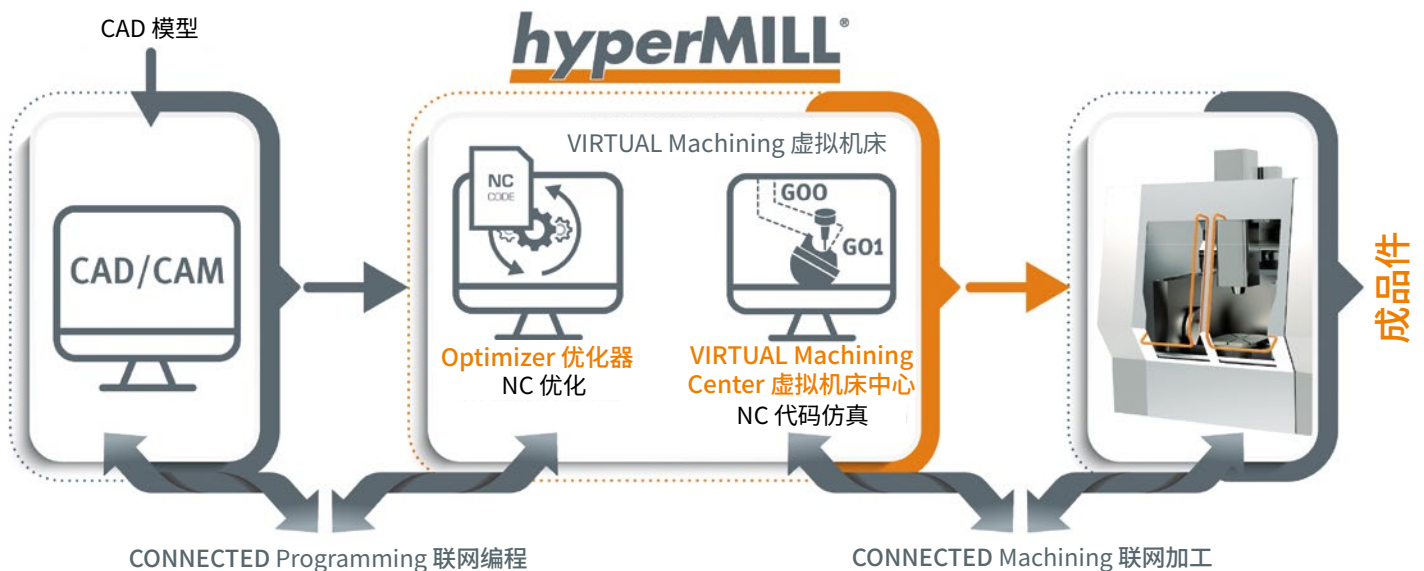 CAD 模型
hyperMILL®
VIRTUAL Machining 虚拟机床
CAD/CAM
NC
CODE
G00
G01
Optimizer 优化器
NC 优化
VIRTUAL Machining
Center 虚拟机床中心
NC 代码仿真
成品件
CONNECTED Programming 联网编程
CONNECTED Machining 联网加工